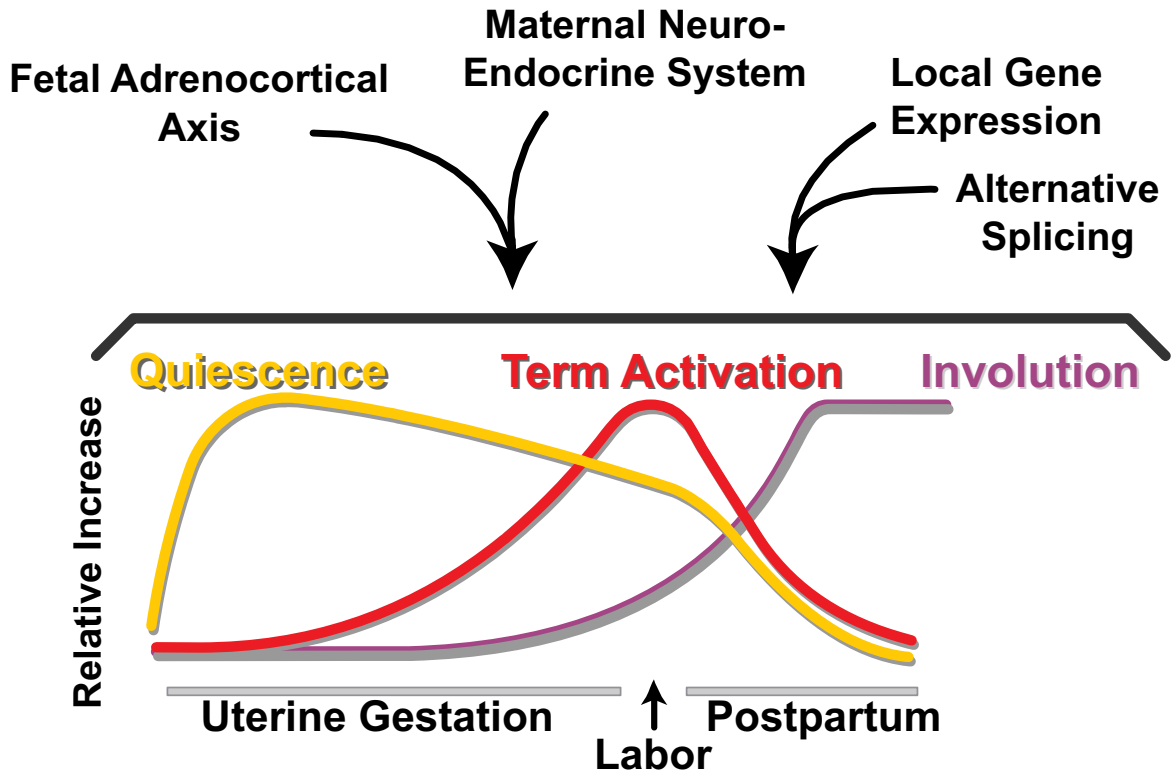 Maternal Neuro-
Endocrine System
Fetal Adrenocortical
Axis
Local Gene
Expression
Alternative
Splicing
Quiescence
Term Activation
Involution
Relative Increase
Uterine Gestation
Labor
Postpartum